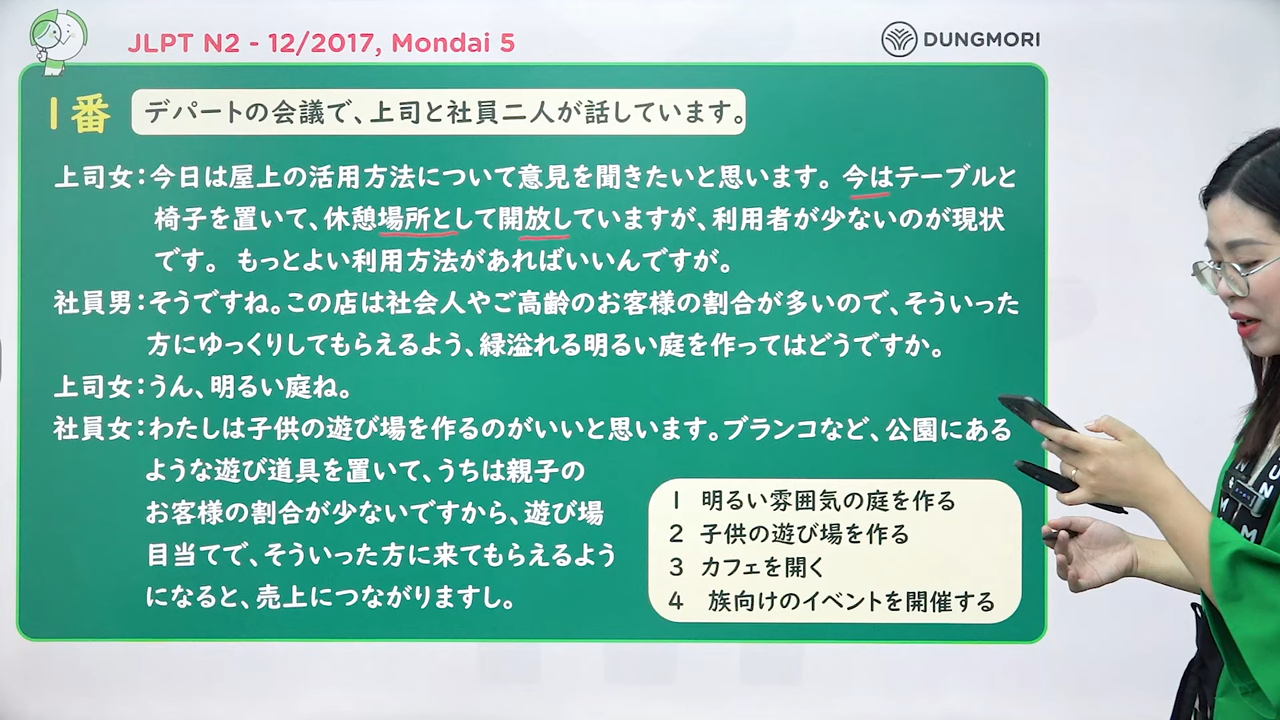 JLPT N2 - 12/2017, Mondai 5
DUNGMORI
1番
デパートの会議で、上司と社員二人が話しています。
上司女：今日は屋上の活用方法について意見を聞きたいと思います。今はテーブルと
椅子を置いて、休憩場所として開放していますが、利用者が少ないのが現状
です。 もっとよい利用方法があればいいんですが。
社員男：そうですね。この店は社会人やご高齢のお客様の割合が多いので、そういった
方にゆっくりしてもらえるよう、緑溢れる明るい庭を作ってはどうですか。
上司女：うん、明るい庭ね。
社員女：わたしは子供の遊び場を作るのがいいと思います。ブランコなど、公園にある
ような遊び道具を置いて、うちは親子の
お客様の割合が少ないですから、遊び場
目当てで、そういった方に来てもらえるよう
になると、売上につながりますし。
1 明るい雰囲気の庭を作る
2 子供の遊び場を作る
3 カフェを開く
4 族向けのイベントを開催する